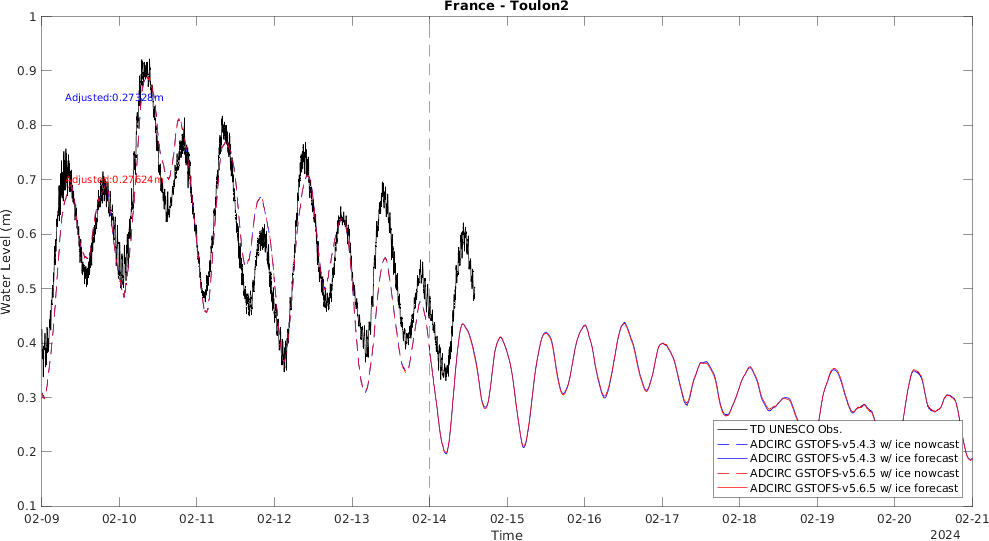 France - Toulon2
1
0.9
0.8
0.7
0.6
0.5
0.4
0.3
0.2
0.1
Water Level (m)
Adjusted:0.27328m
Adjusted:0.27624m
TD UNESCO Obs.
ADCIRC GSTOFS-v5.4.3 w/ ice nowcast
ADCIRC GSTOFS-v5.4.3 w/ ice forecast
ADCIRC GSTOFS-v5.6.5 w/ ice nowcast
ADCIRC GSTOFS-v5.6.5 w/ ice forecast
02-09 02-10 02-11 02-12 02-13 02-14 02-15 02-16 02-17 02-18 02-19 02-20 02-21
Time
2024